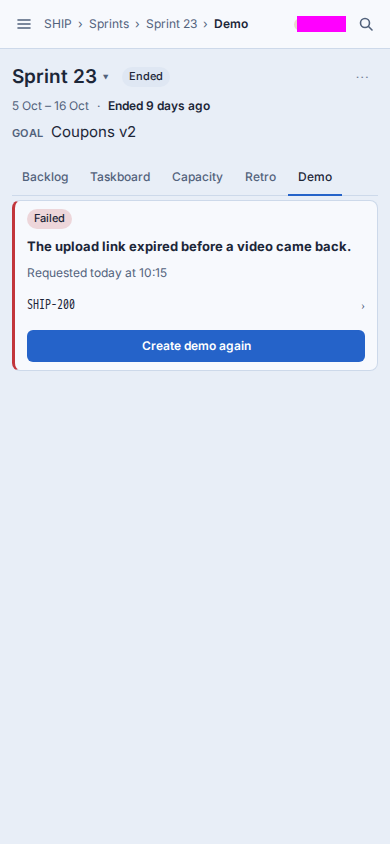 SHIP › Sprints › Sprint 23 › Demo
Sprint 23 ▾ Ended ...
5 Oct – 16 Oct · Ended 9 days ago
GOAL Coupons v2
Backlog Taskboard Capacity Retro Demo
Failed
The upload link expired before a video came back.
Requested today at 10:15
SHIP-200 ›
Create demo again